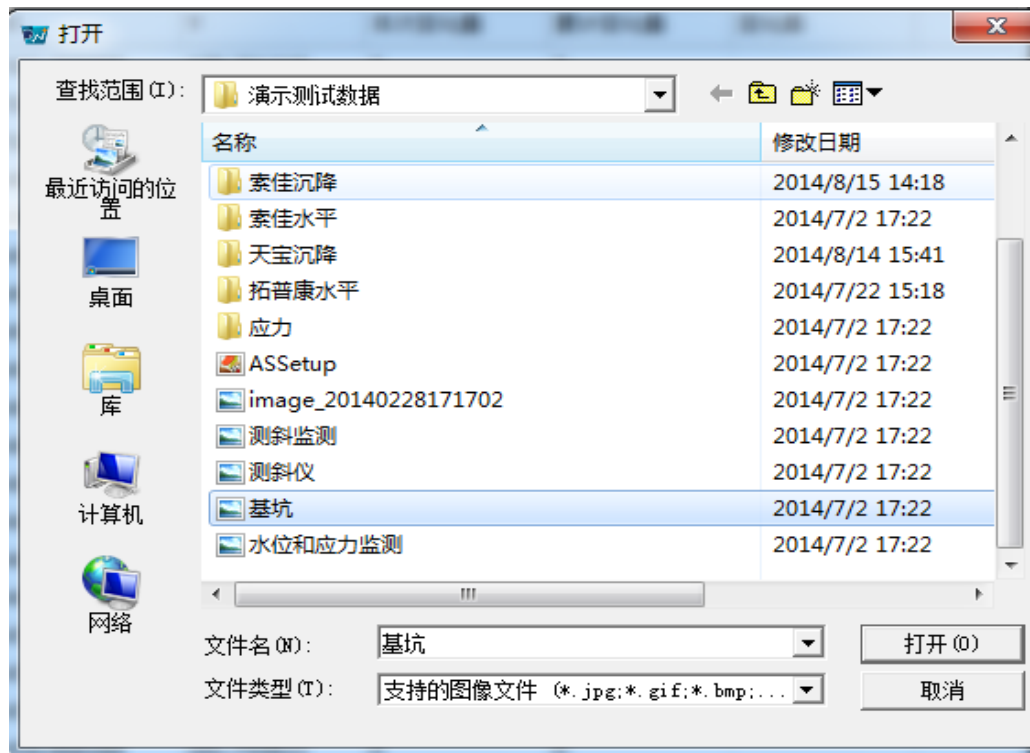 打开
查找范围(I): 演示测试数据
名称 修改日期
索佳沉降 2014/8/15 14:18
索佳水平 2014/7/2 17:22
天宝沉降 2014/8/14 15:41
拓普康水平 2014/7/22 15:18
应力 2014/7/2 17:22
ASSetup 2014/7/2 17:22
image_20140228171702 2014/7/2 17:22
测斜监测 2014/7/2 17:22
测斜仪 2014/7/2 17:22
基坑 2014/7/2 17:22
水位和应力监测 2014/7/2 17:22
最近访问的位
置
桌面
库
计算机
网络
文件名(N): 基坑 打开(O)
文件类型(T): 支持的图像文件 (*.jpg;*.gif;*.bmp;... 取消